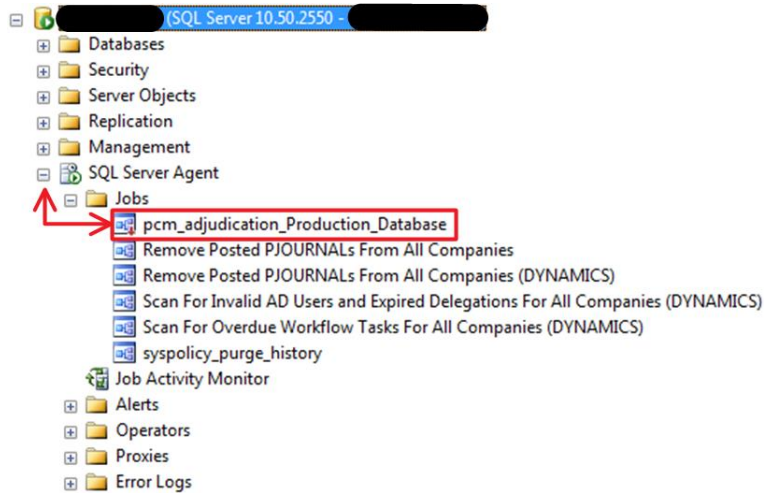 (SQL Server 10.50.2550 -
Databases
Security
Server Objects
Replication
Management
SQL Server Agent
Jobs
pcm_adjudication_Production_Database
Remove Posted PJOURNALs From All Companies
Remove Posted PJOURNALs From All Companies (DYNAMICS)
Scan For Invalid AD Users and Expired Delegations For All Companies (DYNAMICS)
Scan For Overdue Workflow Tasks For All Companies (DYNAMICS)
syspolicy_purge_history
Job Activity Monitor
Alerts
Operators
Proxies
Error Logs